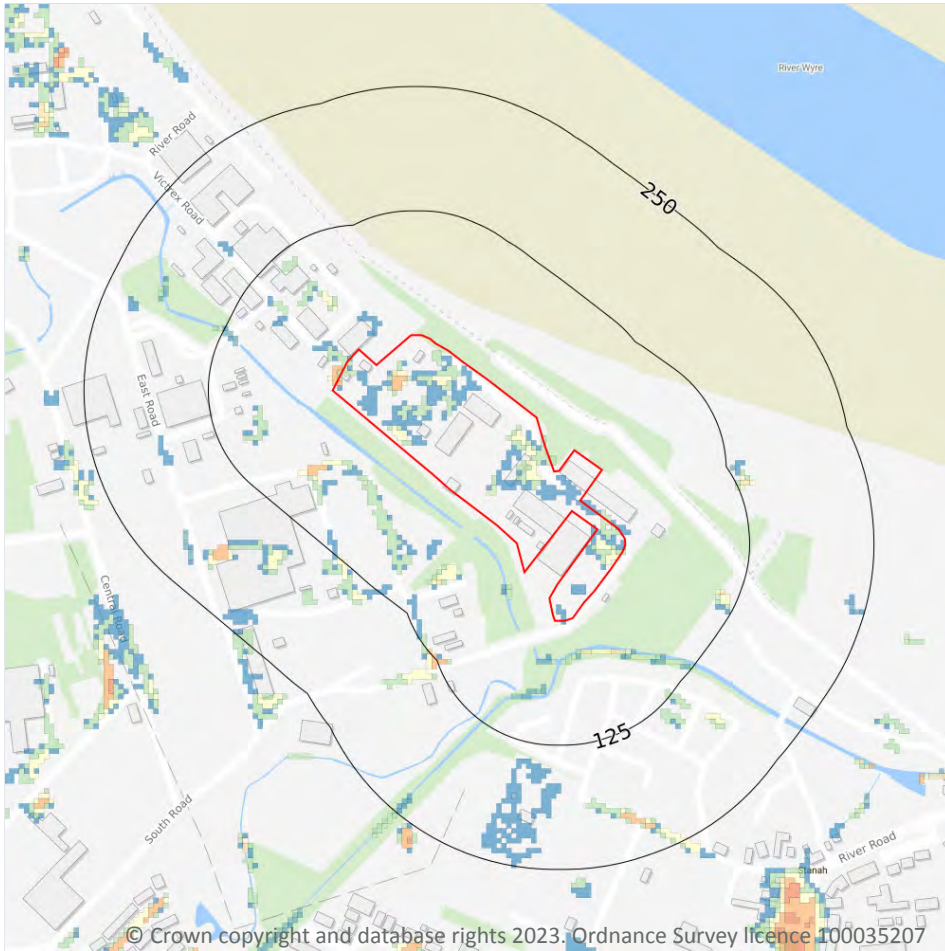 River Wyre
River Road
Victrex Road
250
East Road
Central Road
125
South Road
River Road
Stanah
© Crown copyright and database rights 2023. Ordnance Survey licence 100035207